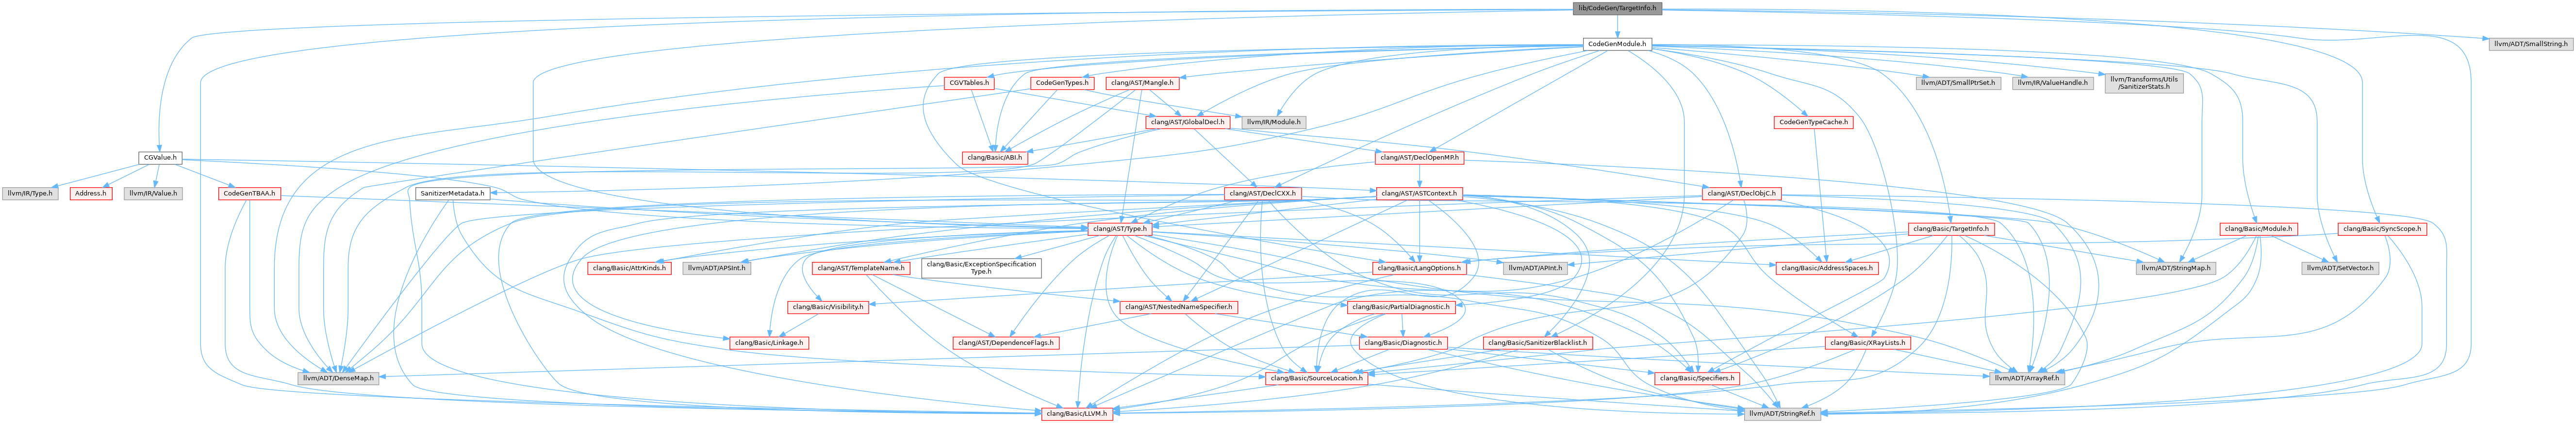 lib/CodeGen/TargetInfo.h
CodeGenModule.h
llvm/ADT/SmallString.h
CGVTables.h
CodeGenTypes.h
clang/AST/Mangle.h
llvm/ADT/SmallPtrSet.h
llvm/IR/ValueHandle.h
llvm/Transforms/Utils
/SanitizerStats.h
clang/AST/GlobalDecl.h
llvm/IR/Module.h
CodeGenTypeCache.h
CGValue.h
clang/Basic/ABI.h
clang/AST/DeclOpenMP.h
llvm/IR/Type.h
Address.h
llvm/IR/Value.h
CodeGenTBAA.h
SanitizerMetadata.h
clang/AST/DeclCXX.h
clang/AST/ASTContext.h
clang/AST/DeclObjC.h
clang/AST/Type.h
clang/Basic/TargetInfo.h
clang/Basic/Module.h
clang/Basic/SyncScope.h
clang/Basic/AttrKinds.h
llvm/ADT/APSInt.h
clang/AST/TemplateName.h
clang/Basic/ExceptionSpecification
Type.h
clang/Basic/LangOptions.h
llvm/ADT/APInt.h
clang/Basic/AddressSpaces.h
llvm/ADT/StringMap.h
llvm/ADT/SetVector.h
clang/Basic/Visibility.h
clang/AST/NestedNameSpecifier.h
clang/Basic/PartialDiagnostic.h
clang/Basic/Linkage.h
clang/AST/DependenceFlags.h
clang/Basic/Diagnostic.h
clang/Basic/SanitizerBlacklist.h
clang/Basic/XRayLists.h
llvm/ADT/DenseMap.h
clang/Basic/SourceLocation.h
clang/Basic/Specifiers.h
llvm/ADT/ArrayRef.h
clang/Basic/LLVM.h
llvm/ADT/StringRef.h